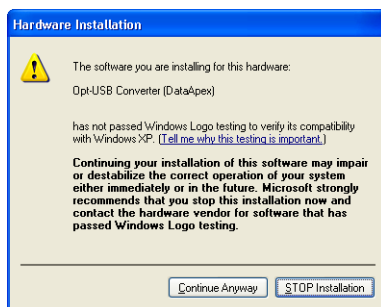 Hardware Installation
The software you are installing for this hardware:
Opt-USB Converter (DataApex)
has not passed Windows Logo testing to verify its compatibility
with Windows XP. (Tell me why this testing is important.)
Continuing your installation of this software may impair
or destabilize the correct operation of your system
either immediately or in the future. Microsoft strongly
recommends that you stop this installation now and
contact the hardware vendor for software that has
passed Windows Logo testing.
Continue Anyway STOP Installation